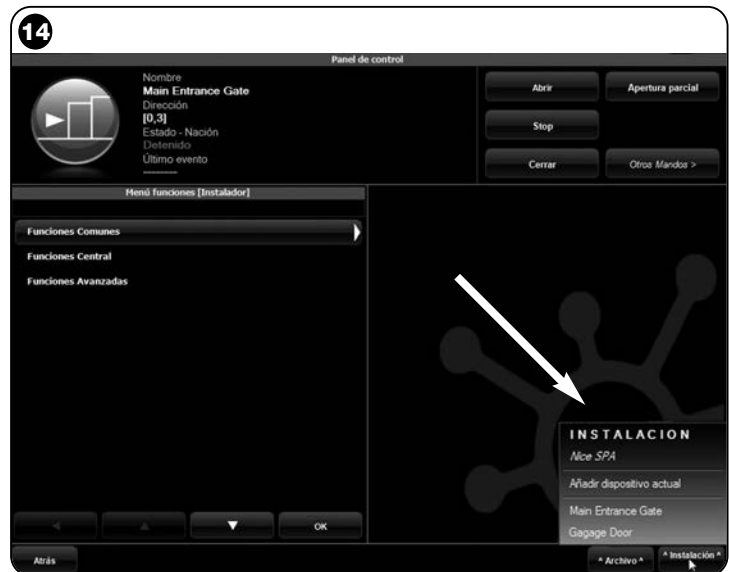 14
Panel de control
Nombre
Main Entrance Gate
Dirección
[0,3]
Estado - Nación
Detenido
Último evento
--------
Abrir
Apertura parcial
Stop
Cerrar
Otros Mandos >
Menú funciones [Instalador]
Funciones Comunes
Funciones Central
Funciones Avanzadas
INSTALACION
Nice SPA
Añadir dispositivo actual
Main Entrance Gate
Gagage Door
OK
Atrás
^ Archivo ^
^ Instalación ^